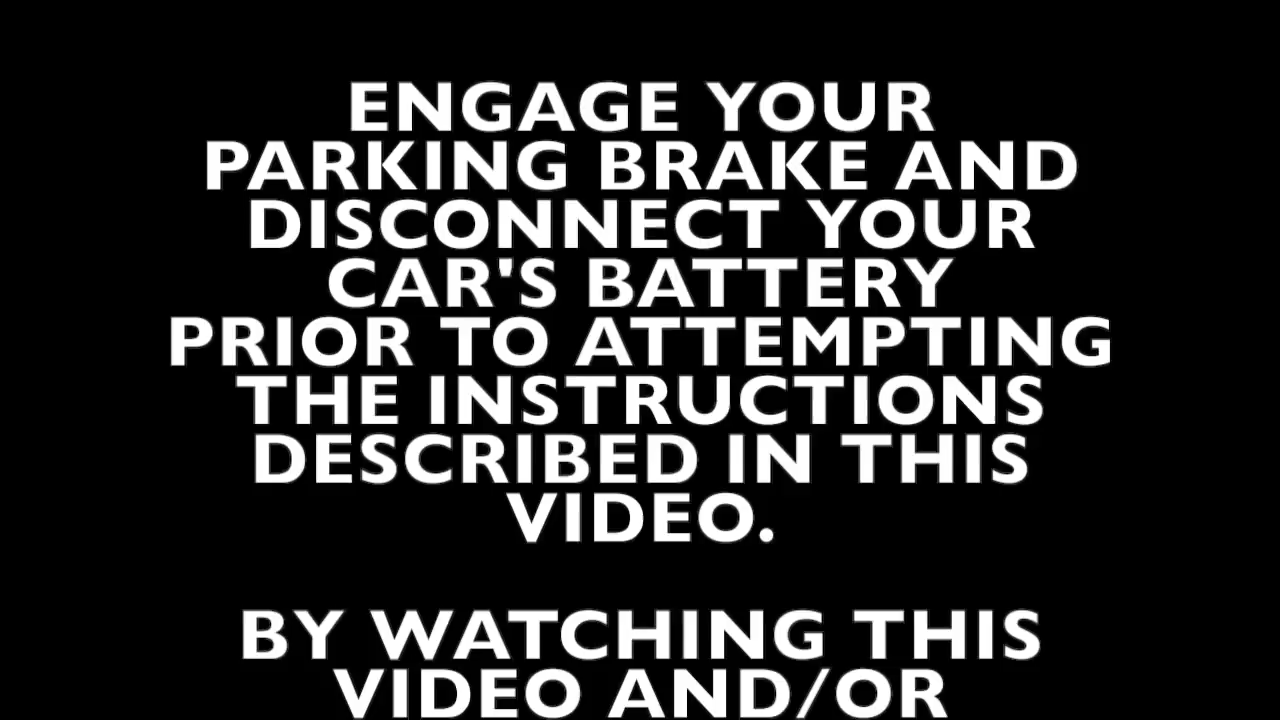 ENGAGE YOUR
PARKING BRAKE AND
DISCONNECT YOUR
CAR'S BATTERY
PRIOR TO ATTEMPTING
THE INSTRUCTIONS
DESCRIBED IN THIS
VIDEO.
BY WATCHING THIS
VIDEO AND/OR